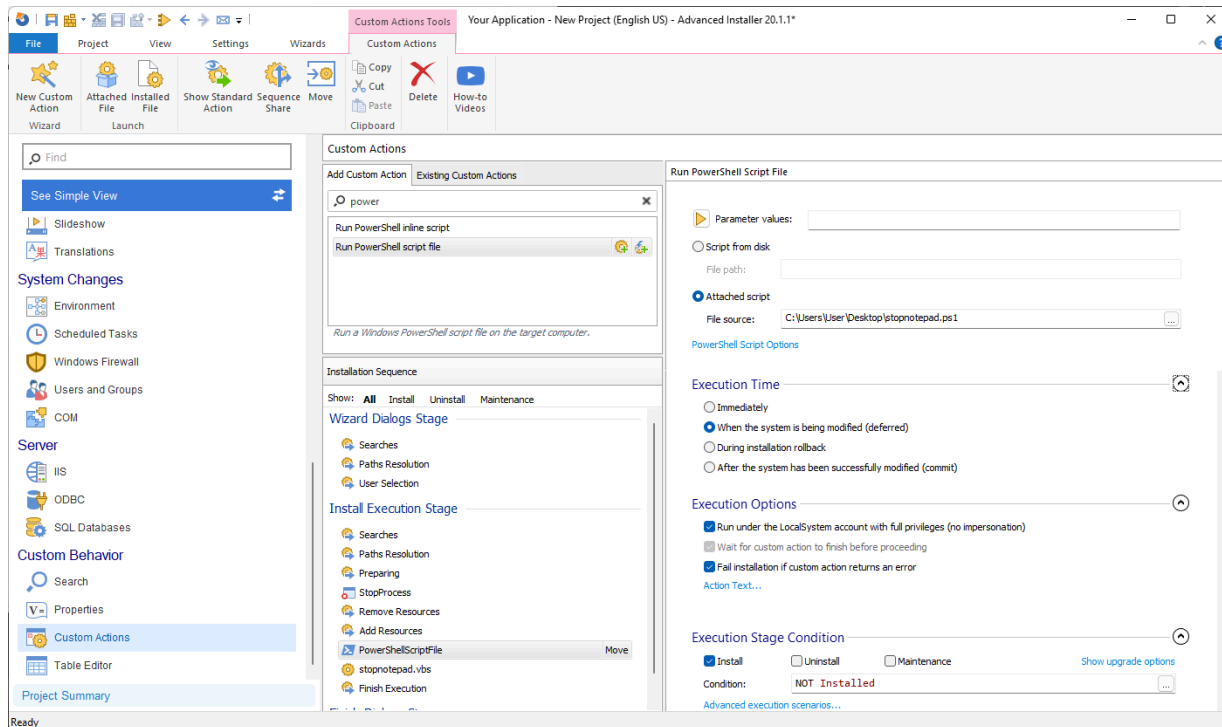 Custom Actions Tools
Your Application - New Project (English US) - Advanced Installer 20.1.1*
File
Project
View
Settings
Wizards
Custom Actions
New Custom Action
Attached File
Installed File
Show Standard Action
Sequence Share
Move
Copy
Cut
Paste
Delete
How-to Videos
Wizard
Launch
Clipboard
Find
See Simple View
Slideshow
Translations
System Changes
Environment
Scheduled Tasks
Windows Firewall
Users and Groups
COM
Server
IIS
ODBC
SQL Databases
Custom Behavior
Search
Properties
Custom Actions
Table Editor
Project Summary
Ready
Custom Actions
Add Custom Action
Existing Custom Actions
power
Run PowerShell inline script
Run PowerShell script file
Run a Windows PowerShell script file on the target computer.
Installation Sequence
Show: All Install Uninstall Maintenance
Wizard Dialogs Stage
Searches
Paths Resolution
User Selection
Install Execution Stage
Searches
Paths Resolution
Preparing
StopProcess
Remove Resources
Add Resources
PowerShellScriptFile Move
stopnotepad.vbs
Finish Execution
Run PowerShell Script File
Parameter values:
Script from disk
File path:
Attached script
File source: C:\Users\User\Desktop\stopnotepad.ps1 ...
PowerShell Script Options
Execution Time
Immediately
When the system is being modified (deferred)
During installation rollback
After the system has been successfully modified (commit)
Execution Options
Run under the LocalSystem account with full privileges (no impersonation)
Wait for custom action to finish before proceeding
Fail installation if custom action returns an error
Action Text...
Execution Stage Condition
Install Uninstall Maintenance Show upgrade options
Condition: NOT Installed ...
Advanced execution scenarios...